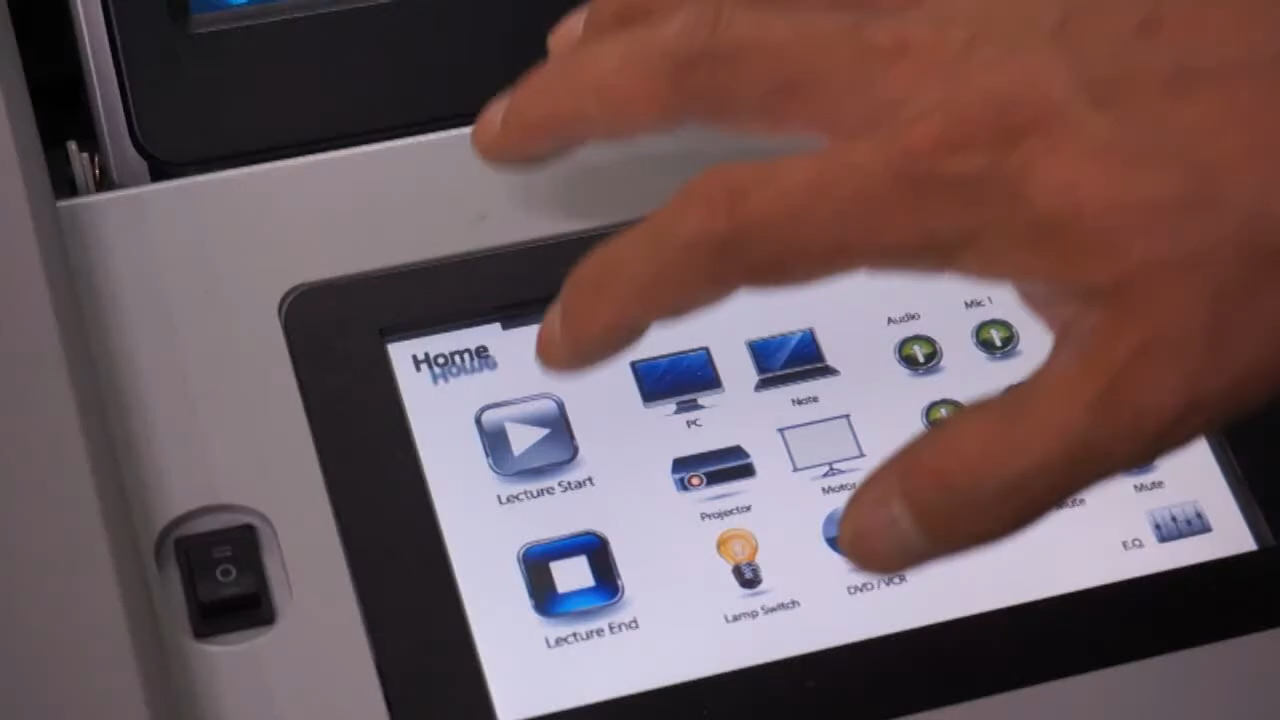 Home
Audio
Mic 1
PC
Note
Lecture Start
Projector
Motor
Mute
Mute
E.Q
Lecture End
Lamp Switch
DVD / VCR